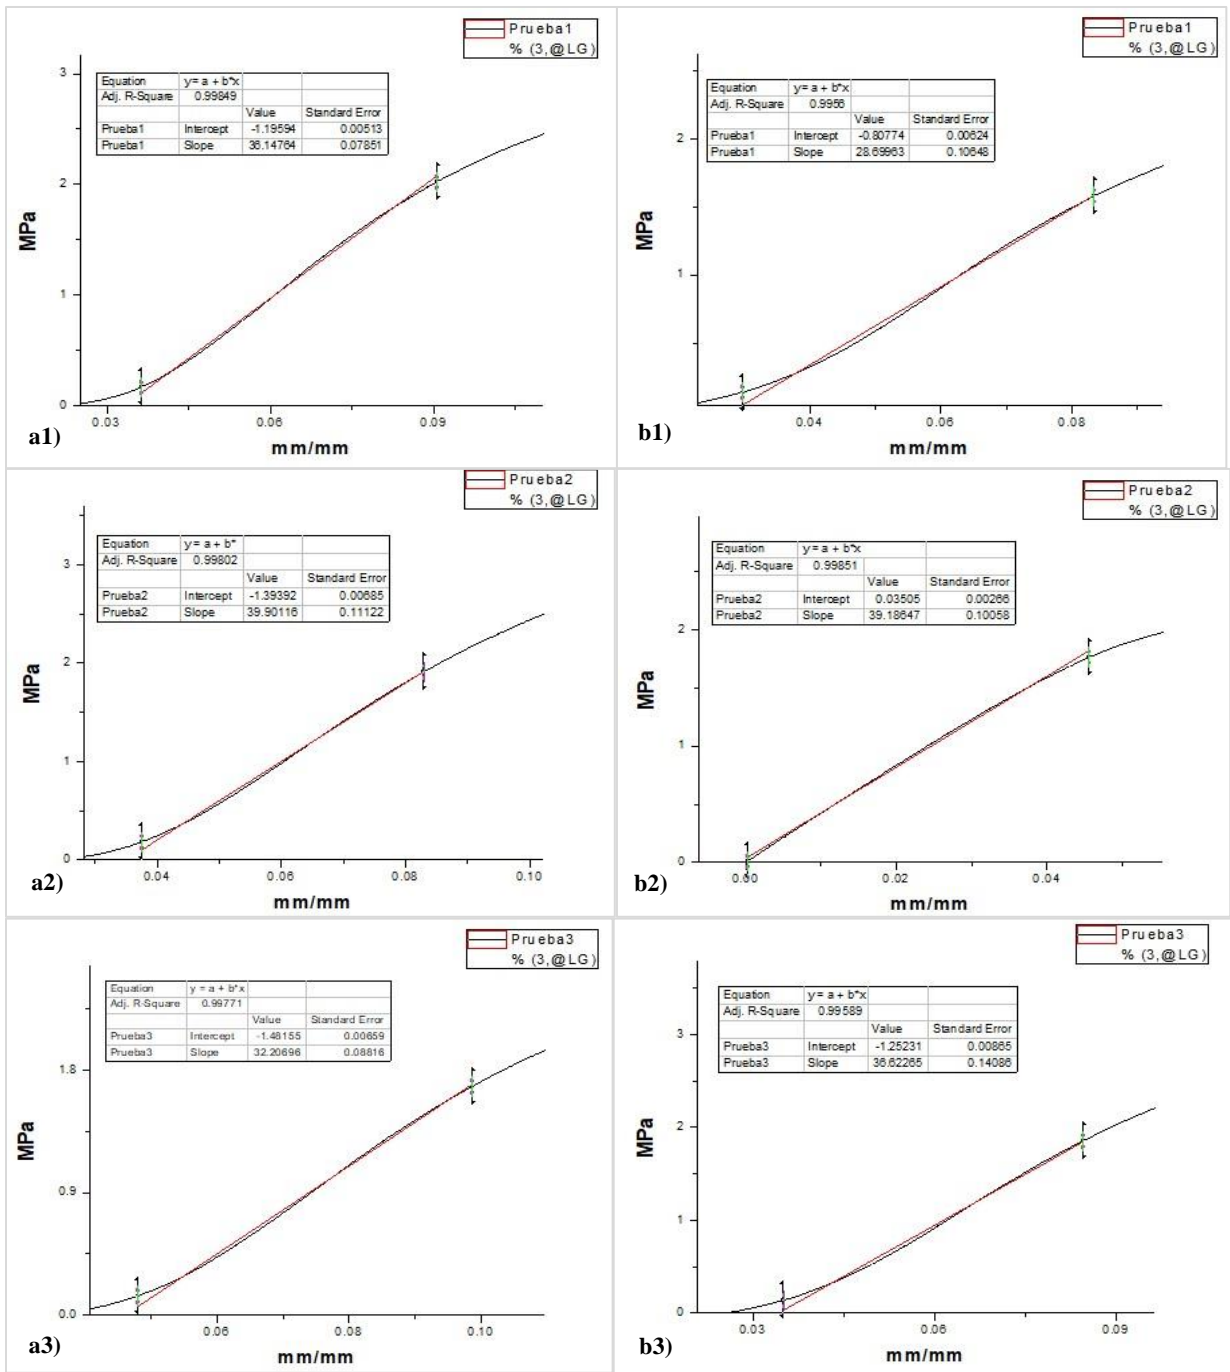 Prueba1
% (3,@LG)
3
Equation y= a + b*x
Adj. R-Square 0.99849
Value Standard Error
Prueba1 Intercept -1.19594 0.00513
Prueba1 Slope 36.14764 0.07851
2
MPa
1
0
0.03 0.06 0.09
a1)
mm/mm
Prueba1
% (3,@LG)
Equation y = a + b*x
Adj. R-Square 0.9956
Value Standard Error
Prueba1 Intercept -0.80774 0.00624
Prueba1 Slope 28.69963 0.10648
2
MPa
1
0.04 0.06 0.08
b1)
mm/mm
Prueba2
% (3,@LG)
Equation y = a + b*
Adj. R-Square 0.99802
Value Standard Error
Prueba2 Intercept -1.39392 0.00685
Prueba2 Slope 39.90116 0.11122
3
2
MPa
1
0
0.04 0.06 0.08 0.10
a2)
mm/mm
Prueba2
% (3,@LG)
Equation y = a + b*x
Adj. R-Square 0.99851
Value Standard Error
Prueba2 Intercept 0.03505 0.00266
Prueba2 Slope 39.18647 0.10058
2
MPa
1
0
0.00 0.02 0.04
b2)
mm/mm
Prueba3
% (3,@LG)
Equation y = a + b*x
Adj. R-Square 0.99771
Value Standard Error
Prueba3 Intercept -1.48155 0.00659
Prueba3 Slope 32.20696 0.08816
1.8
MPa
0.9
0.0
0.06 0.08 0.10
a3)
mm/mm
Prueba3
% (3,@LG)
Equation y = a + b*x
Adj. R-Square 0.99589
Value Standard Error
Prueba3 Intercept -1.25231 0.00865
Prueba3 Slope 36.62265 0.14086
3
2
MPa
1
0
0.03 0.06 0.09
b3)
mm/mm